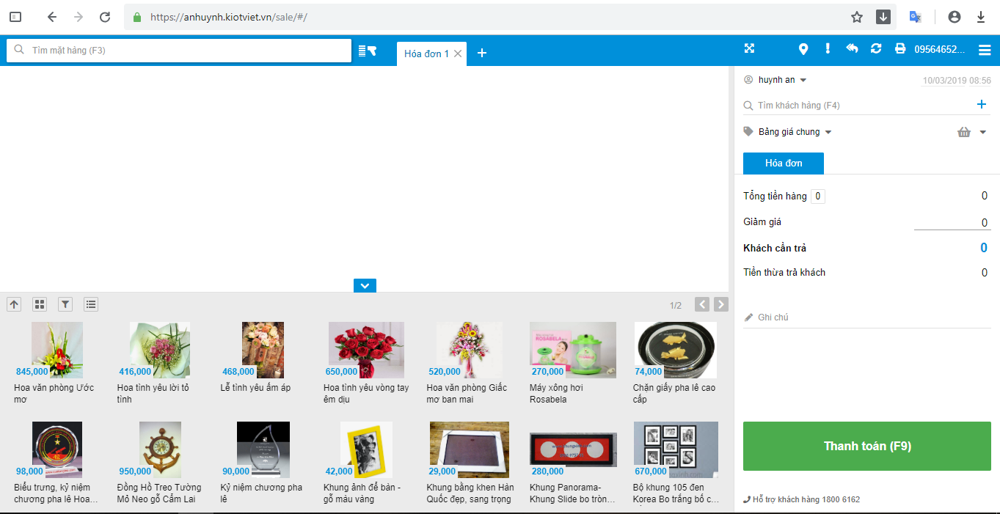 https://anhuynh.kiotviet.vn/sale/#/
Tìm mặt hàng (F3)
Hóa đơn 1
09564652...
huynh an
10/03/2019 08:56
Tìm khách hàng (F4)
Bảng giá chung
Hóa đơn
Tổng tiền hàng 0 0
Giảm giá 0
Khách cần trả 0
Tiền thừa trả khách 0
Ghi chú
1/2
845,000
Hoa văn phòng Ước
mơ
416,000
Hoa tình yêu lời tỏ
tình
468,000
Lễ tình yêu ấm áp
650,000
Hoa tình yêu vòng tay
êm dịu
520,000
Hoa văn phòng Giấc
mơ ban mai
ROSABELA
270,000
Máy xông hơi
Rosabela
74,000
Chặn giấy pha lê cao
cấp
98,000
Biểu trưng, kỷ niệm
chương pha lê Hoa...
950,000
Đồng Hồ Treo Tường
Mỏ Neo gỗ Cẩm Lai
90,000
Kỷ niệm chương pha
lê
42,000
Khung ảnh để bàn -
gỗ màu vàng
29,000
Khung bằng khen Hàn
Quốc đẹp, sang trọng
280,000
Khung Panorama-
Khung Slide bo tròn...
670,000
Bộ khung 105 đen
Korea Bo trắng bố c...
Thanh toán (F9)
Hỗ trợ khách hàng 1800 6162